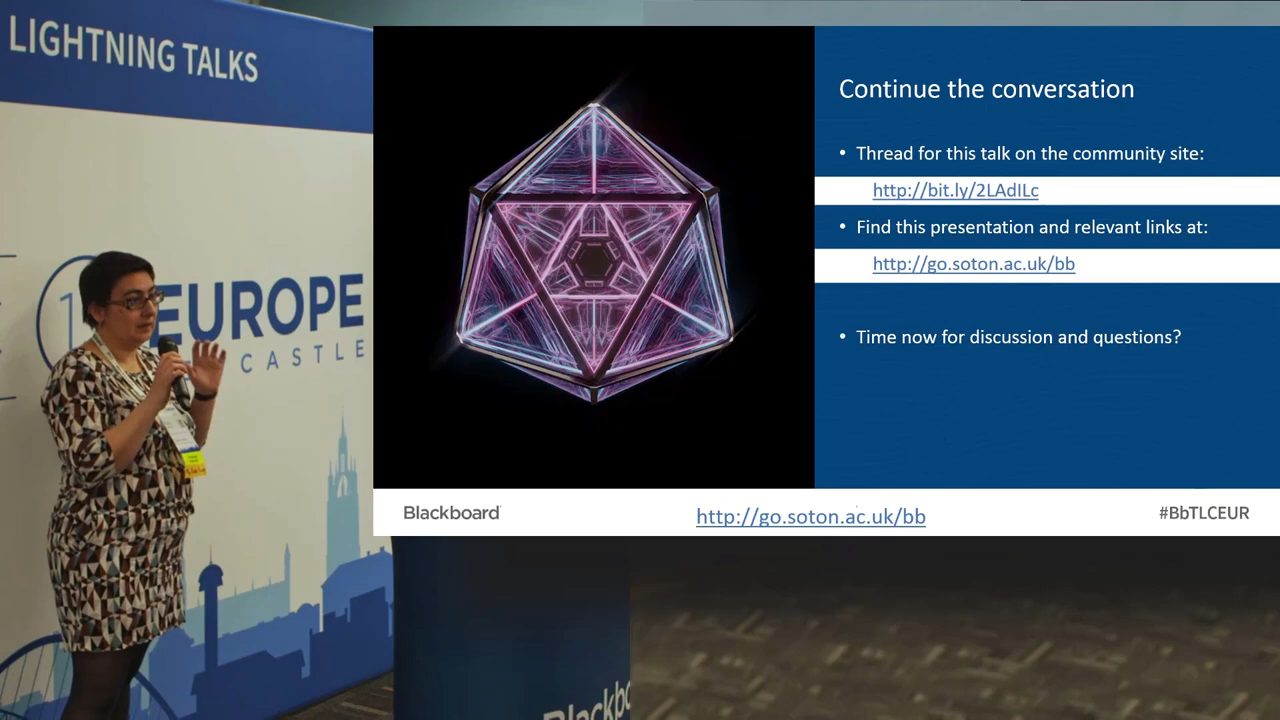 LIGHTNING TALKS
EUROPE
CASTLE
Continue the conversation
• Thread for this talk on the community site:
http://bit.ly/2LAdILc
• Find this presentation and relevant links at:
http://go.soton.ac.uk/bb
• Time now for discussion and questions?
Blackboard
http://go.soton.ac.uk/bb
#BbTLCEUR
Blackbo